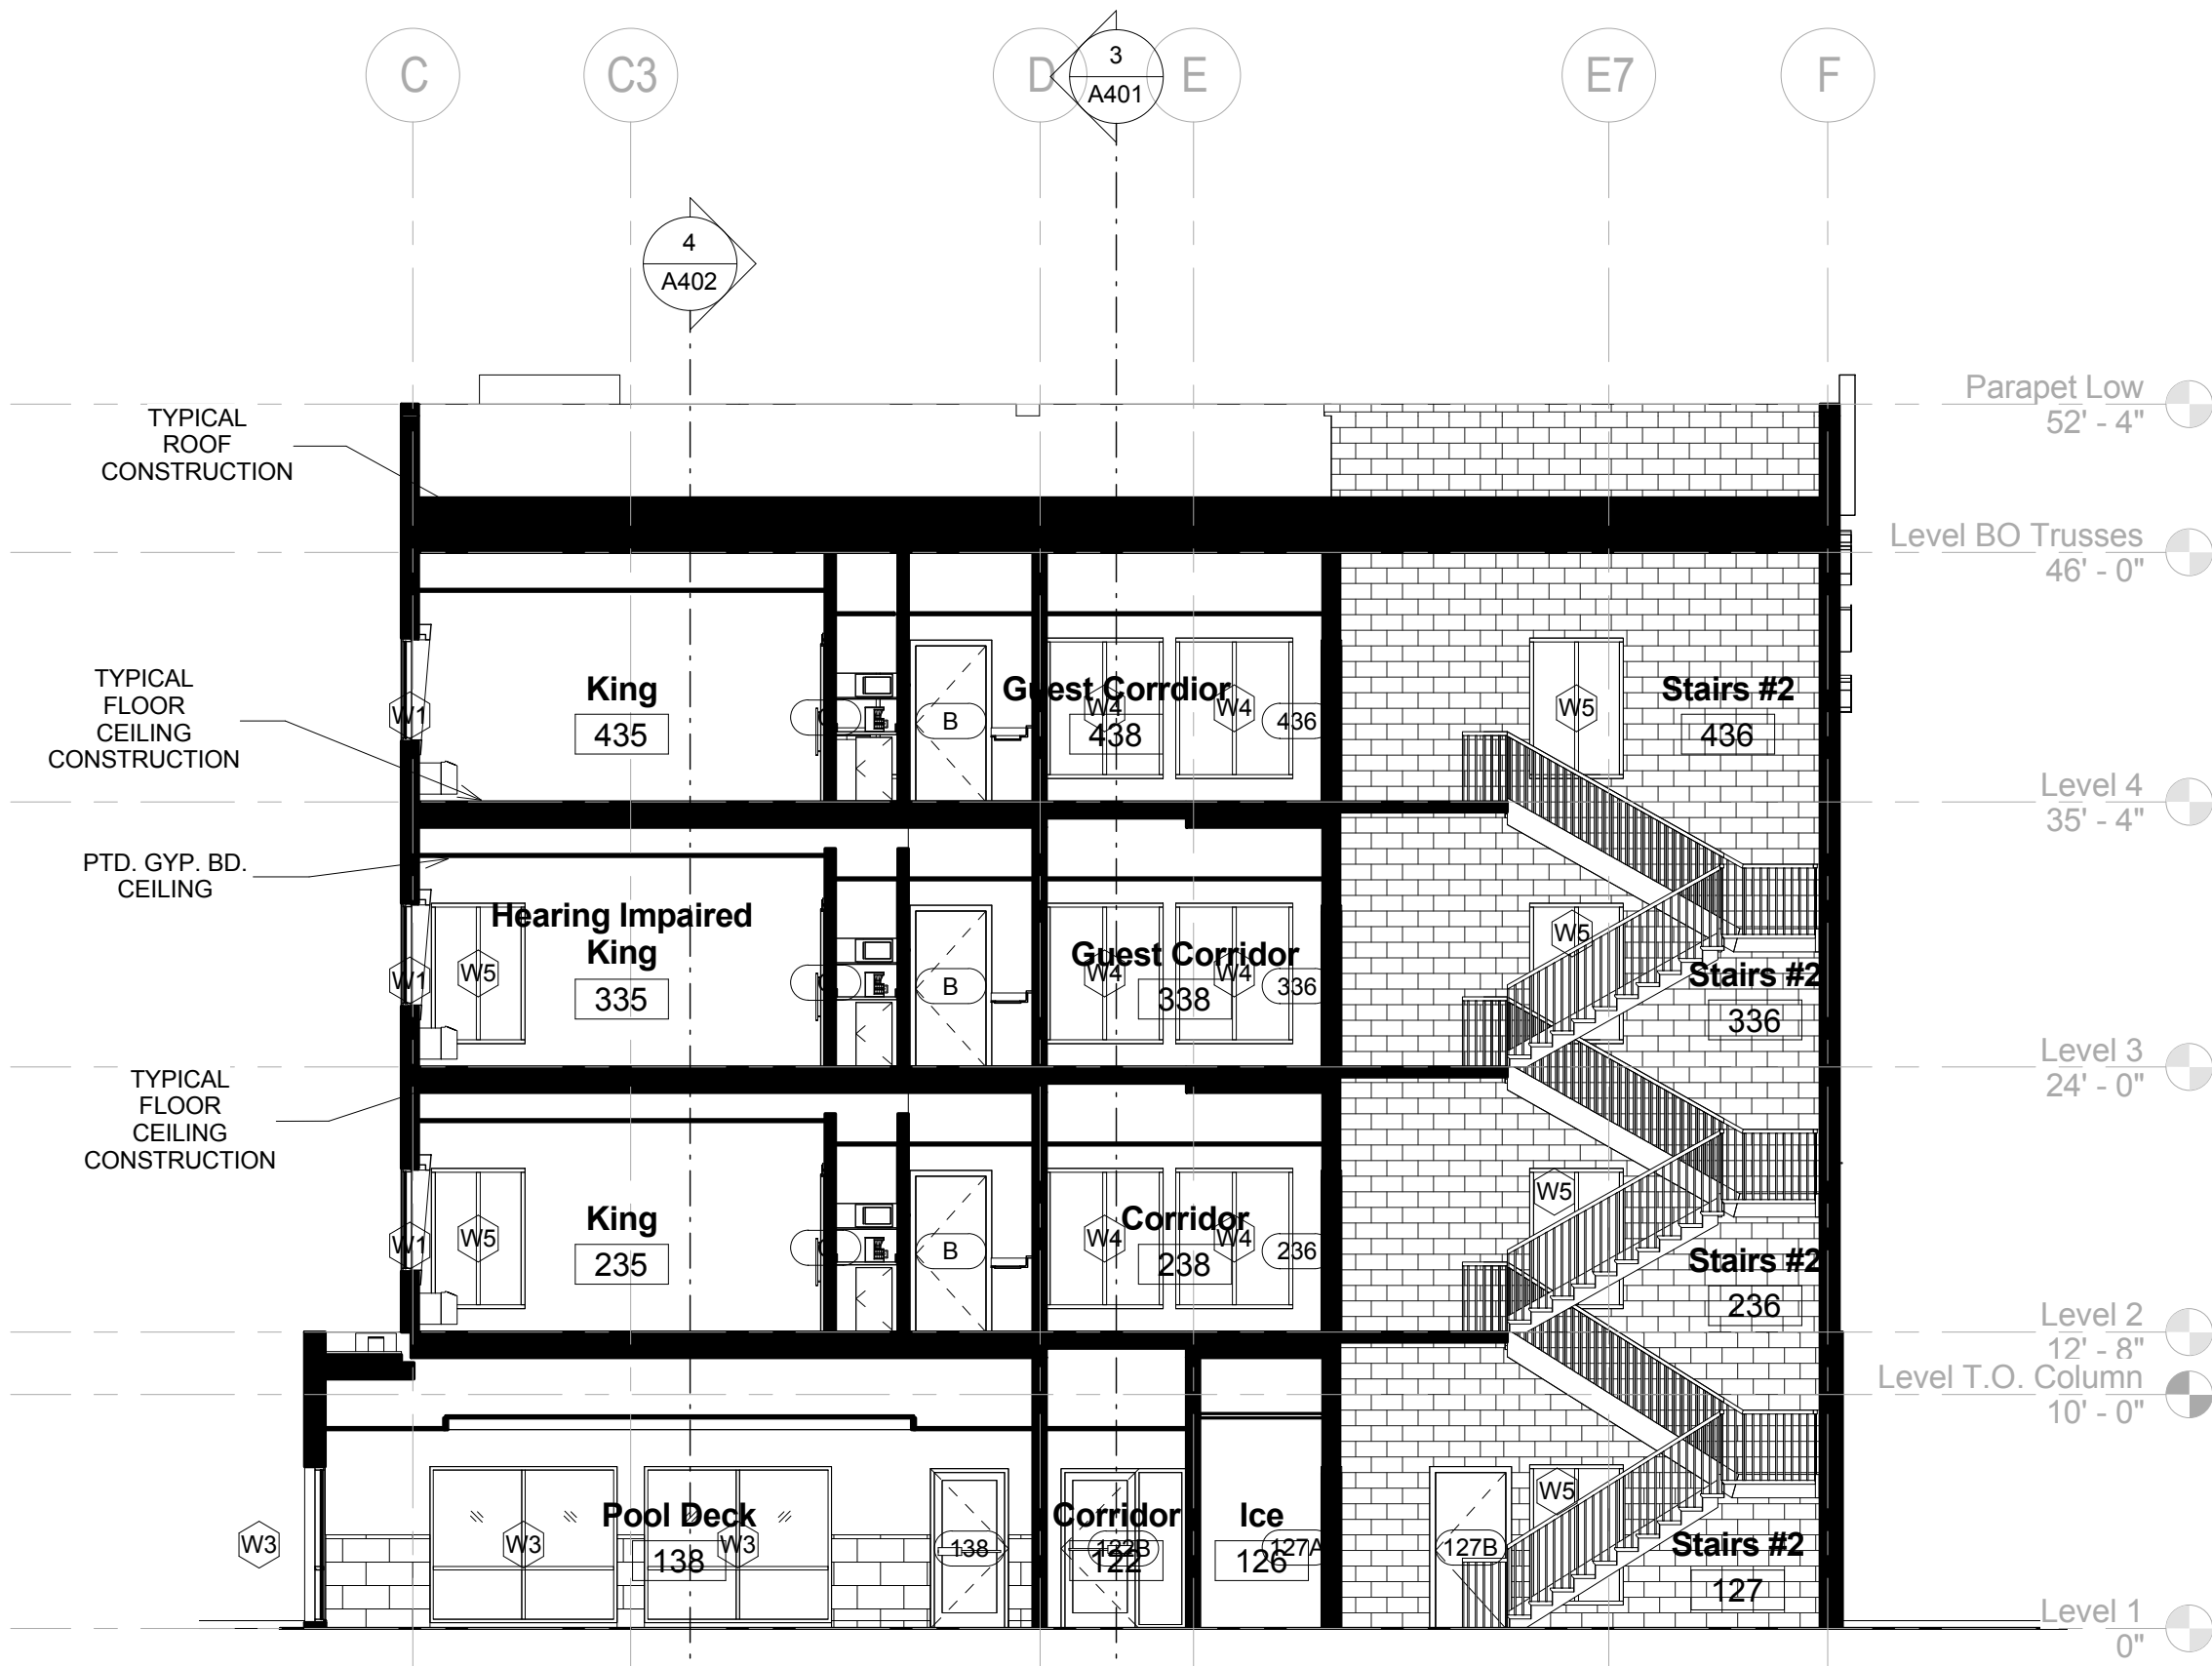 C
C3
D
3
A401
E
E7
F
4
A402
TYPICAL
ROOF
CONSTRUCTION
Parapet Low
52' - 4"
Level BO Trusses
46' - 0"
TYPICAL
FLOOR
CEILING
CONSTRUCTION
W1
King
435
B
Guest Corrdior
W4
438
W4
436
W5
Stairs #2
436
Level 4
35' - 4"
PTD. GYP. BD.
CEILING
W1
W5
Hearing Impaired
King
335
B
Guest Corridor
W4
338
W4
336
W5
Stairs #2
336
Level 3
24' - 0"
TYPICAL
FLOOR
CEILING
CONSTRUCTION
W1
W5
King
235
B
Corridor
W4
238
W4
236
W5
Stairs #2
236
Level 2
12' - 8"
Level T.O. Column
10' - 0"
W3
W3
Pool Deck
138
W3
138
Corridor
122B
122
Ice
126
127A
127B
W5
Stairs #2
127
Level 1
0"